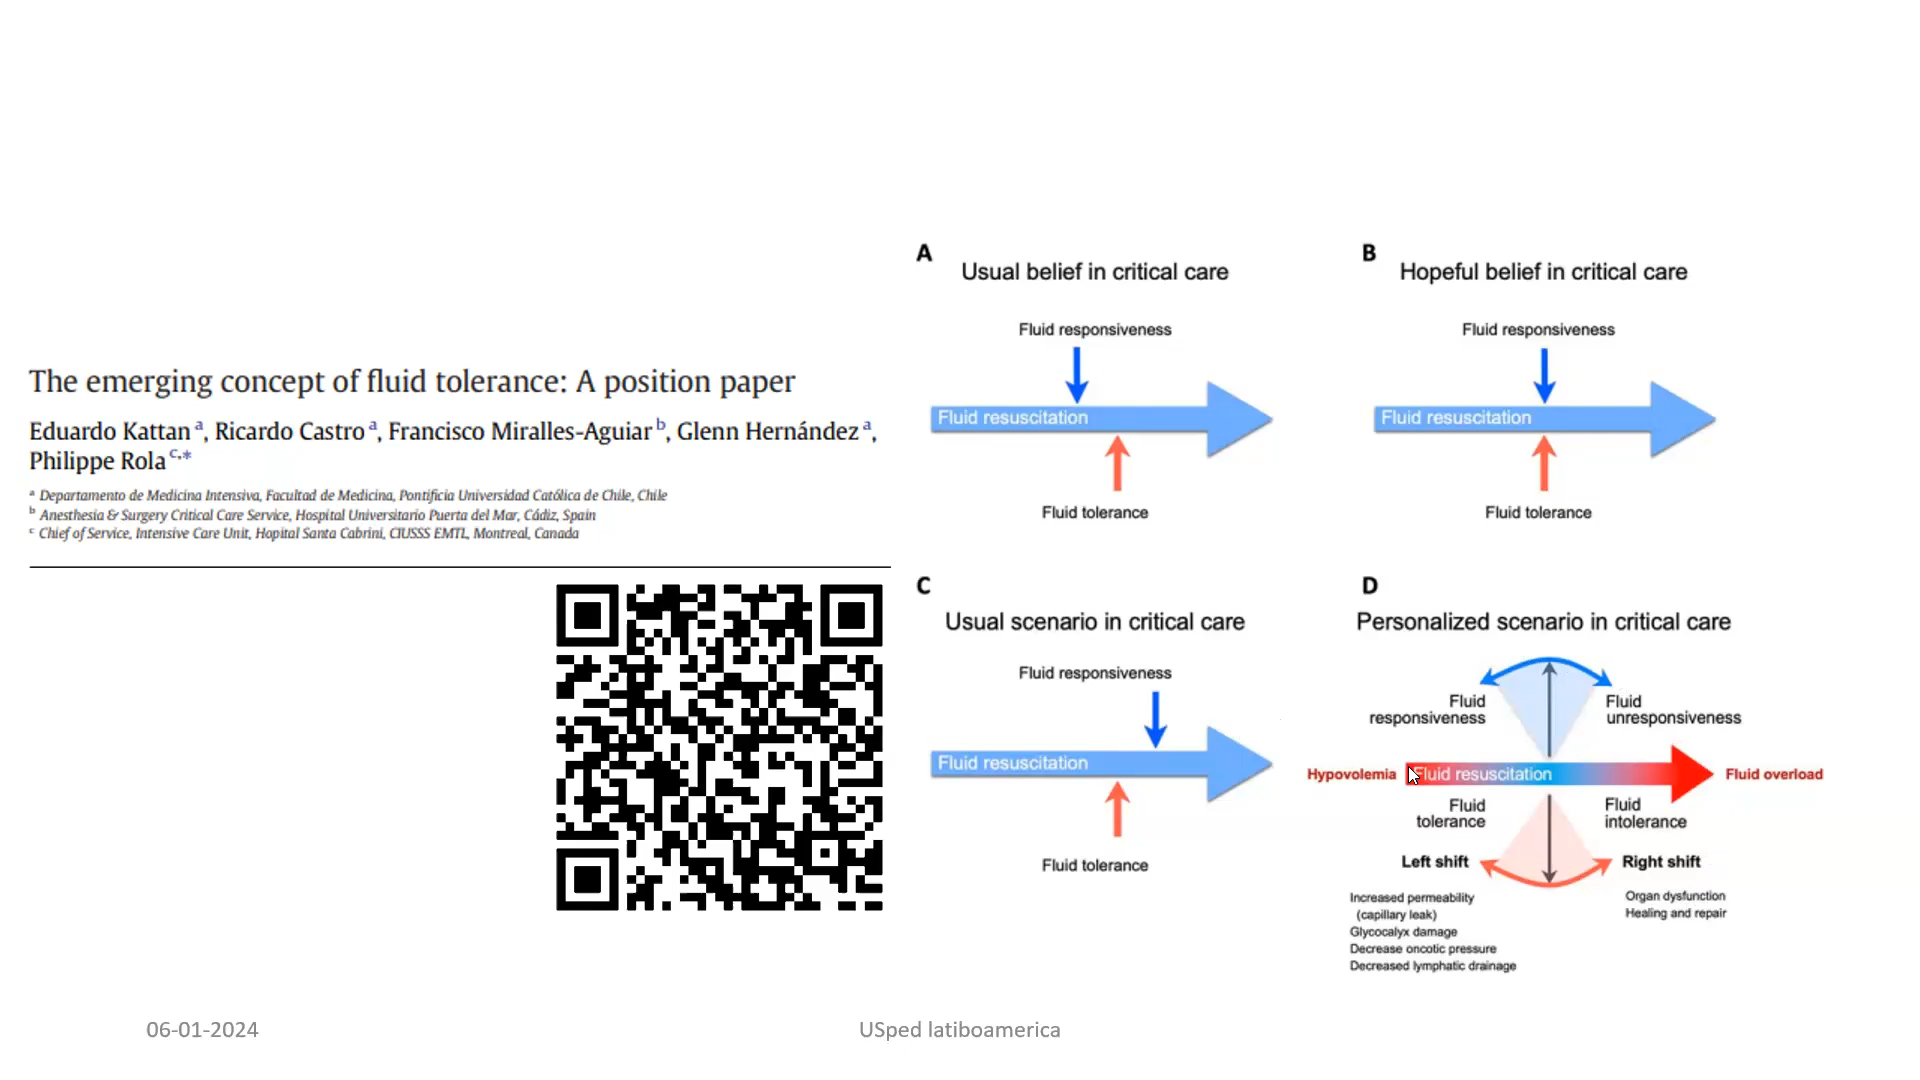 The emerging concept of fluid tolerance: A position paper
Eduardo Kattan a, Ricardo Castro a, Francisco Miralles-Aguiar b, Glenn Hernández a,
Philippe Rola c,*
a Departamento de Medicina Intensiva, Facultad de Medicina, Pontificia Universidad Católica de Chile, Chile
b Anesthesia & Surgery Critical Care Service, Hospital Universitario Puerta del Mar, Cádiz, Spain
c Chief of Service, Intensive Care Unit, Hopital Santa Cabrini, CIUSSS EMTL, Montreal, Canada
A
Usual belief in critical care
Fluid responsiveness
Fluid resuscitation
Fluid tolerance
B
Hopeful belief in critical care
Fluid responsiveness
Fluid resuscitation
Fluid tolerance
C
Usual scenario in critical care
Fluid responsiveness
Fluid resuscitation
Fluid tolerance
D
Personalized scenario in critical care
Fluid
responsiveness
Fluid
unresponsiveness
Hypovolemia
Fluid resuscitation
Fluid overload
Fluid
tolerance
Fluid
intolerance
Left shift
Right shift
Increased permeability
(capillary leak)
Glycocalyx damage
Decrease oncotic pressure
Decreased lymphatic drainage
Organ dysfunction
Healing and repair
06-01-2024
USped latiboamerica